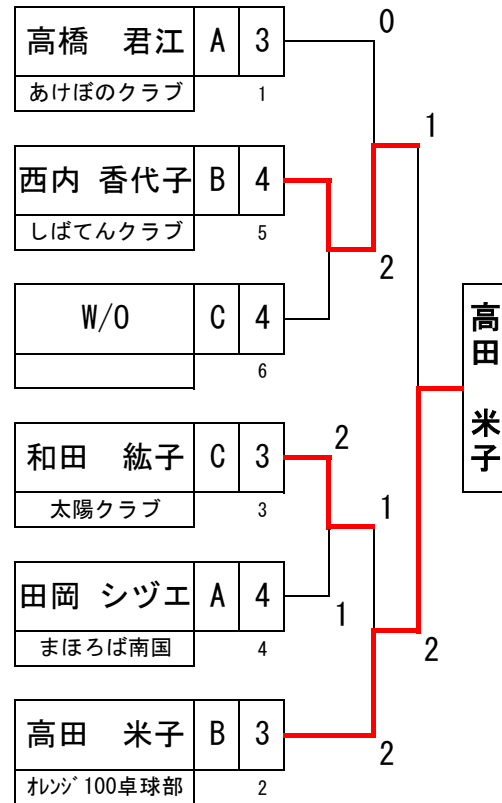 高橋　君江 A 3
0
あけぼのクラブ 1
1
西内 香代子 B 4
しばてんクラブ 5
2
W/O C 4
6
高田　米子
和田　紘子 C 3
2
太陽クラブ 3
1
田岡 シヅエ A 4
1
まほろば南国 4
2
高田　米子 B 3
2
ｵﾚﾝｼﾞ100卓球部 2